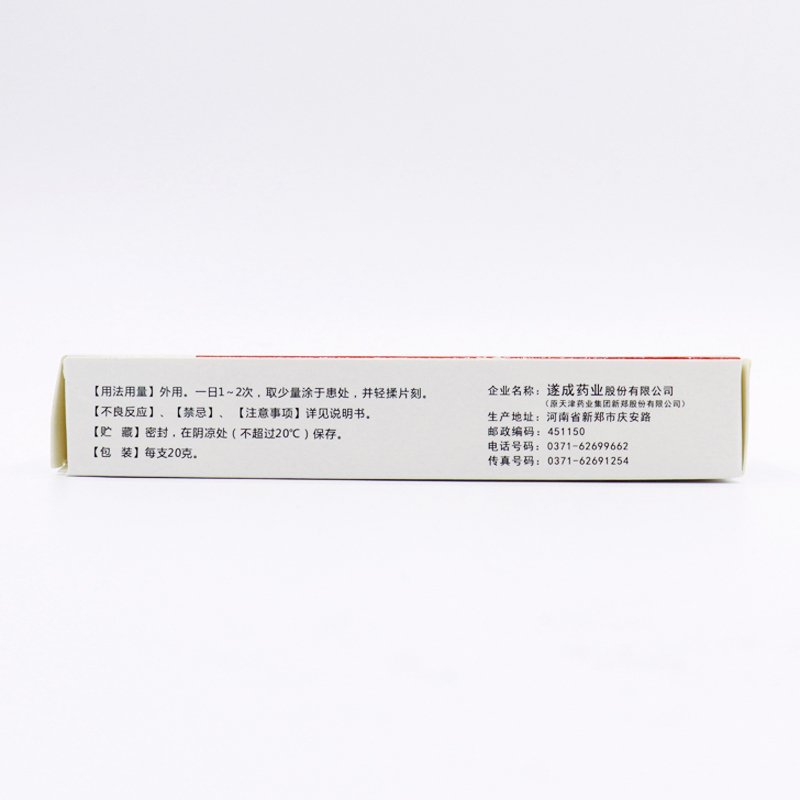 【用法用量】外用。一日1~2次，取少量涂于患处，并轻揉片刻。
【不良反应】、【禁忌】、【注意事项】详见说明书。
【贮 藏】密封，在阴凉处（不超过20℃）保存。
【包 装】每支20克。
企业名称：遂成药业股份有限公司
（原天津药业集团新郑股份有限公司）
生产地址：河南省新郑市庆安路
邮政编码：451150
电话号码：0371-62699662
传真号码：0371-62691254